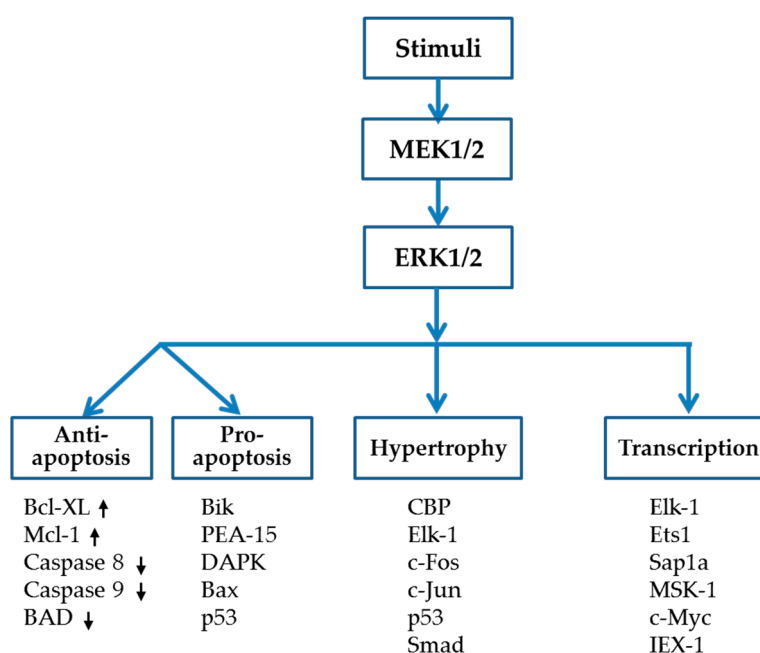 Stimuli
MEK1/2
ERK1/2
Anti-
apoptosis
Bcl-XL ↑
Mcl-1 ↑
Caspase 8 ↓
Caspase 9 ↓
BAD ↓
Pro-
apoptosis
Bik
PEA-15
DAPK
Bax
p53
Hypertrophy
CBP
Elk-1
c-Fos
c-Jun
p53
Smad
Transcription
Elk-1
Ets1
Sap1a
MSK-1
c-Myc
IEX-1